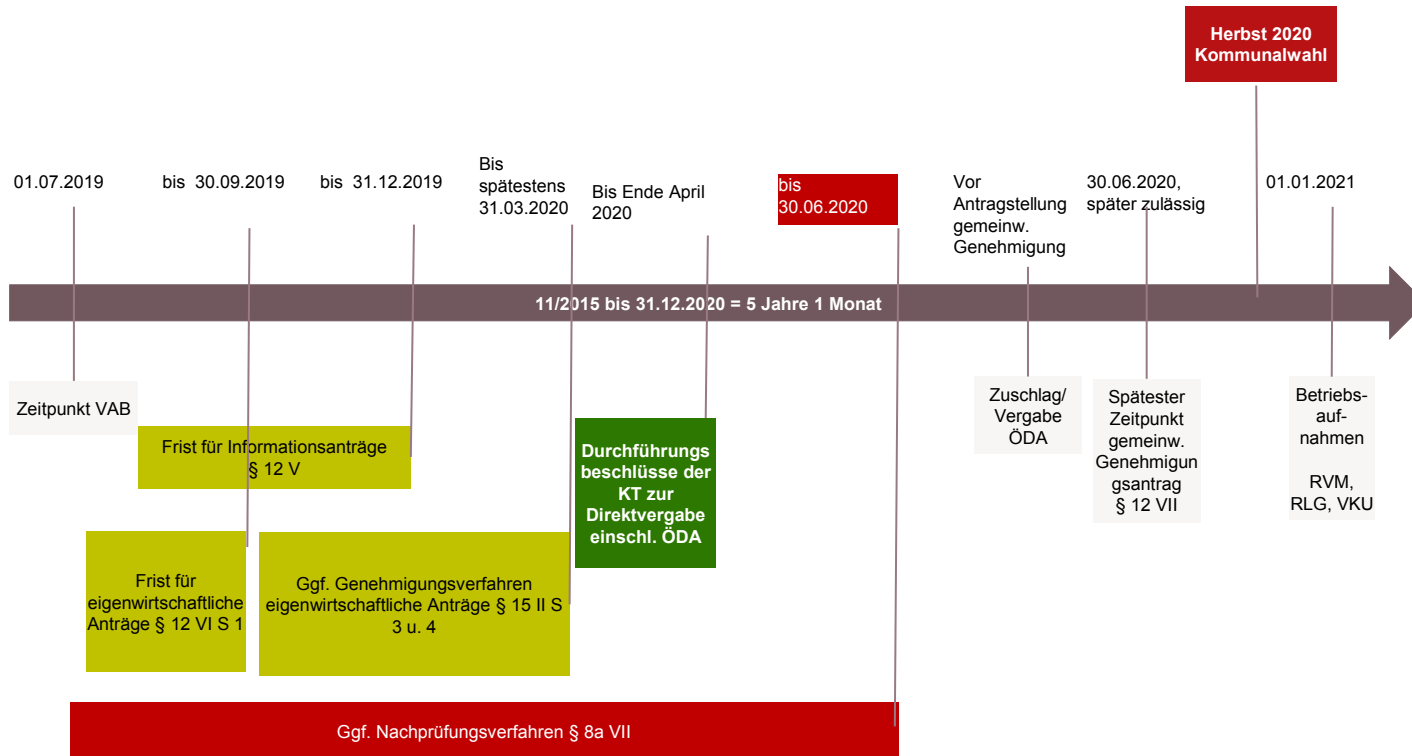 Herbst 2020
Kommunalwahl
01.07.2019
bis 30.09.2019
bis 31.12.2019
Bis
spätestens
31.03.2020
Bis Ende April
2020
bis
30.06.2020
Vor
Antragstellung
gemeinw.
Genehmigung
30.06.2020,
später zulässig
01.01.2021
11/2015 bis 31.12.2020 = 5 Jahre 1 Monat
Zeitpunkt VAB
Frist für Informationsanträge
§ 12 V
Frist für
eigenwirtschaftliche
Anträge § 12 VI S 1
Ggf. Genehmigungsverfahren
eigenwirtschaftliche Anträge § 15 II S
3 u. 4
Durchführungs
beschlüsse der
KT zur
Direktvergabe
einschl. ÖDA
Zuschlag/
Vergabe
ÖDA
Spätester
Zeitpunkt
gemeinw.
Genehmigun
gsantrag
§ 12 VII
Betriebs-
auf-
nahmen
RVM,
RLG, VKU
Ggf. Nachprüfungsverfahren § 8a VII